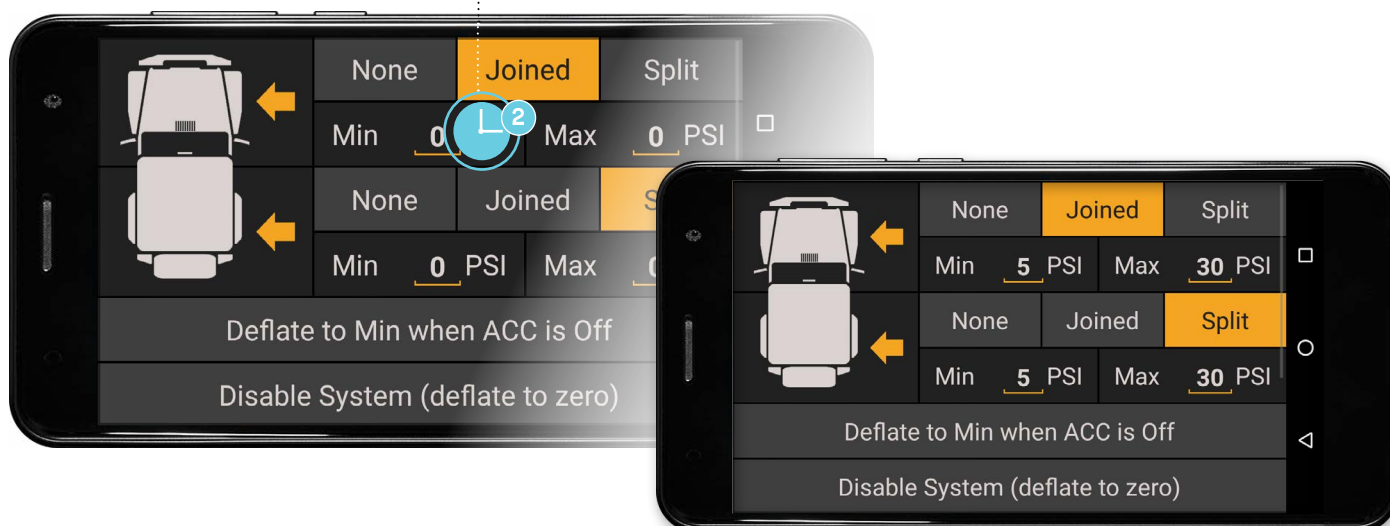 None Joined Split
Min 0 2 Max 0 PSI
None Joined
Min 0 PSI Max
Deflate to Min when ACC is Off
Disable System (deflate to zero)
None Joined Split
Min 5 PSI Max 30 PSI
None Joined Split
Min 5 PSI Max 30 PSI
Deflate to Min when ACC is Off
Disable System (deflate to zero)